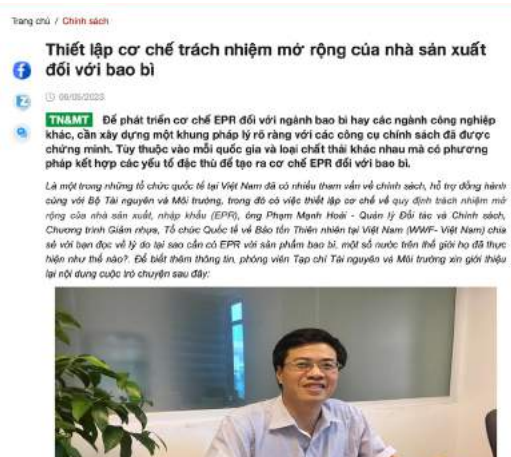 Trang chủ / Chính sách
Thiết lập cơ chế trách nhiệm mở rộng của nhà sản xuất
đối với bao bì
09/05/2023
TN&MT Để phát triển cơ chế EPR đối với ngành bao bì hay các ngành công nghiệp
khác, cần xây dựng một khung pháp lý rõ ràng với các công cụ chính sách đã được
chứng minh. Tùy thuộc vào mỗi quốc gia và loại chất thải khác nhau mà có phương
pháp kết hợp các yếu tố đặc thù để tạo ra cơ chế EPR đối với bao bì.
Là một trong những tổ chức quốc tế tại Việt Nam đã có nhiều tham vấn về chính sách, hỗ trợ đồng hành
cùng với Bộ Tài nguyên và Môi trường, trong đó có việc thiết lập cơ chế về quy định trách nhiệm mở
rộng của nhà sản xuất, nhập khẩu (EPR), ông Phạm Mạnh Hoài - Quản lý Đối tác và Chính sách,
Chương trình Giảm nhựa, Tổ chức Quốc tế về Bảo tồn Thiên nhiên tại Việt Nam (WWF- Việt Nam) chia
sẻ với bạn đọc về lý do tại sao cần có EPR với sản phẩm bao bì, một số nước trên thế giới họ đã thực
hiện như thế nào?. Để biết thêm thông tin, phóng viên Tạp chí Tài nguyên và Môi trường xin giới thiệu
lại nội dung cuộc trò chuyện sau đây: